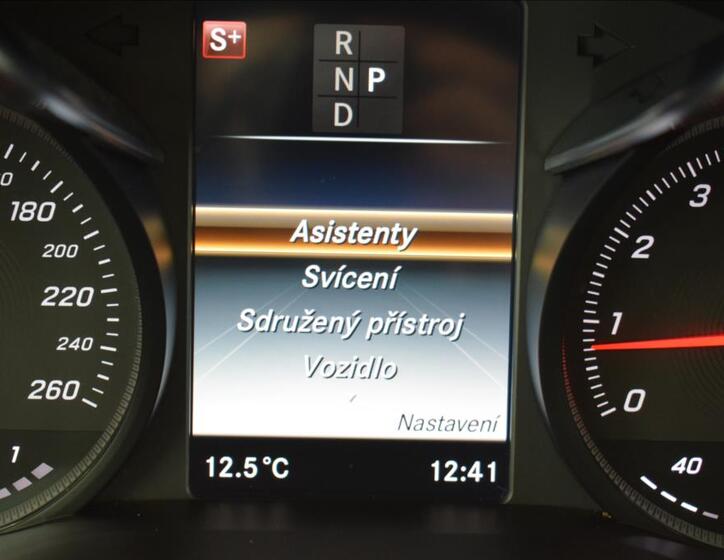 S+
R
N P
D
Asistenty
Svícení
Sdružený přístroj
Vozidlo
Nastavení
12.5°C 12:41
180
200
220
240
260
1
3
2
1
0
40